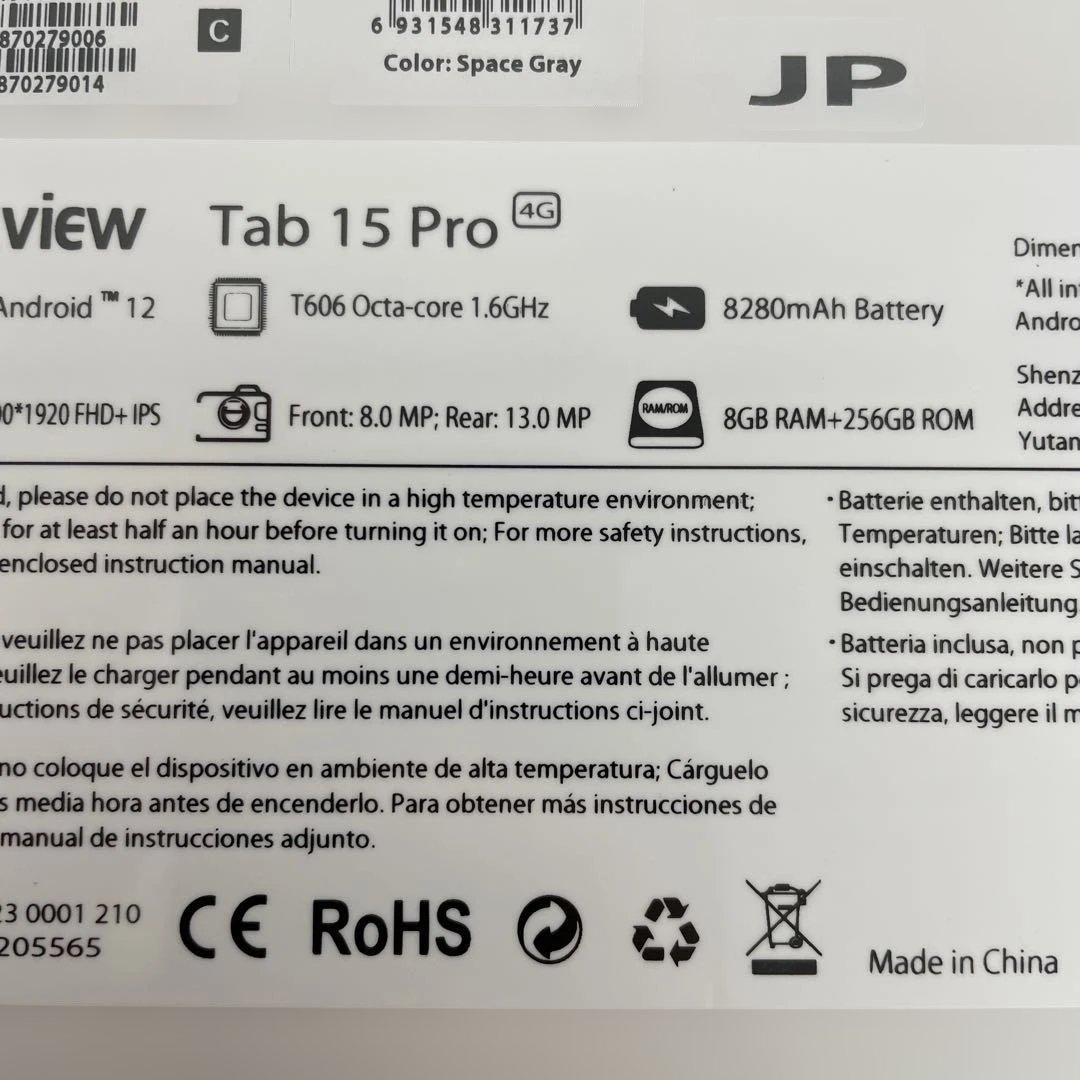 870279006
870279014
C
6 931548 311737
Color: Space Gray
JP
view
Tab 15 Pro 4G
Android ™ 12
T606 Octa-core 1.6GHz
8280mAh Battery
0*1920 FHD+ IPS
Front: 8.0 MP; Rear: 13.0 MP
RAM/ROM
8GB RAM+256GB ROM
Dimen
*All in
Andro
Shenz
Addre
Yutan
d, please do not place the device in a high temperature environment;
for at least half an hour before turning it on; For more safety instructions,
enclosed instruction manual.
veuillez ne pas placer l'appareil dans un environnement à haute
euillez le charger pendant au moins une demi-heure avant de l'allumer ;
uctions de sécurité, veuillez lire le manuel d'instructions ci-joint.
no coloque el dispositivo en ambiente de alta temperatura; Cárguelo
s media hora antes de encenderlo. Para obtener más instrucciones de
manual de instrucciones adjunto.
· Batterie enthalten, bitt
Temperaturen; Bitte la
einschalten. Weitere S
Bedienungsanleitung
· Batteria inclusa, non p
Si prega di caricarlo p
sicurezza, leggere il m
23 0001 210
205565
CE RoHS
Made in China